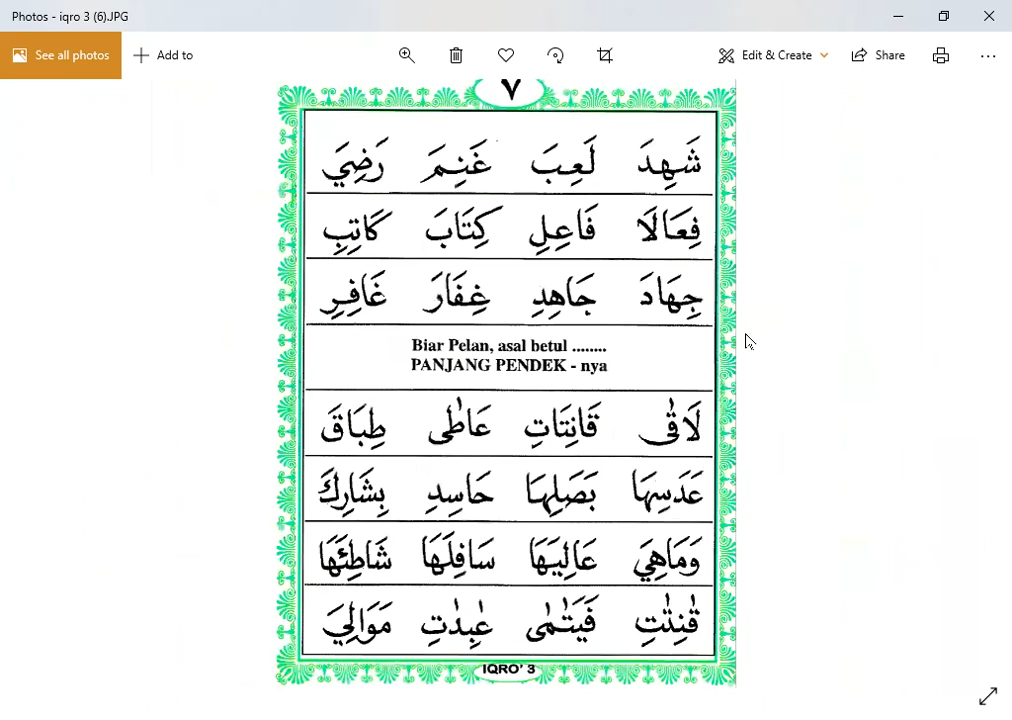 Photos - iqro 3 (6).JPG
See all photos
Add to
Edit & Create
Share
٧
شَهِدَ لَعِبَ غَنِمَ رَضِيَ
فِعَالَا فَاعِلِ كِتَابَ كَاتِبِ
جِهَادَ جَاهِدِ غِفَارَ غَافِرِ
Biar Pelan, asal betul ........
PANJANG PENDEK - nya
لَاقٰى قَانِتَاتِ عَاطٰى طِبَاقَ
عَدَسِهَا بَصَلِهَا حَاسِدِ بِشَارِكَ
وَمَاهِيَ عَالِيَهَا سَافِلَهَا شَاطِئَهَا
قٰنِتٰتِ فَيَتٰمٰى عٰبِدٰتِ مَوَالِيَ
IQRO' 3